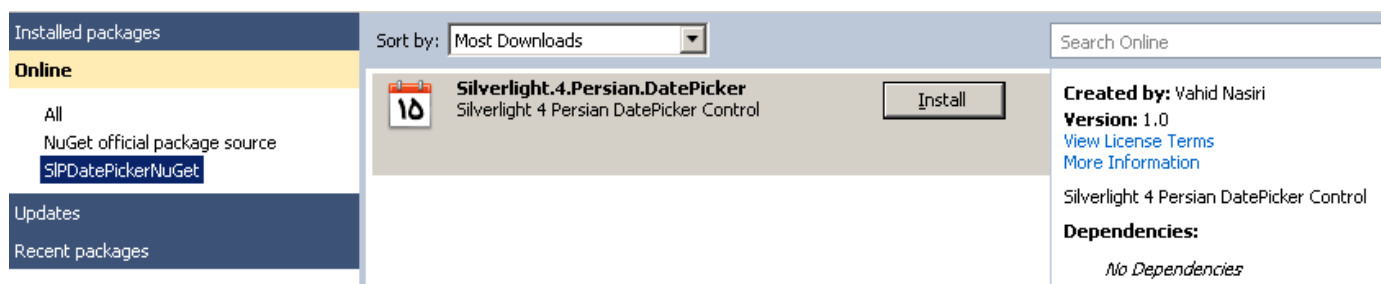 Installed packages
Online
All
NuGet official package source
SlPDatePickerNuGet
Updates
Recent packages
Sort by: Most Downloads
۱۵
Silverlight.4.Persian.DatePicker
Silverlight 4 Persian DatePicker Control
Install
Search Online
Created by: Vahid Nasiri
Version: 1.0
View License Terms
More Information
Silverlight 4 Persian DatePicker Control
Dependencies:
No Dependencies